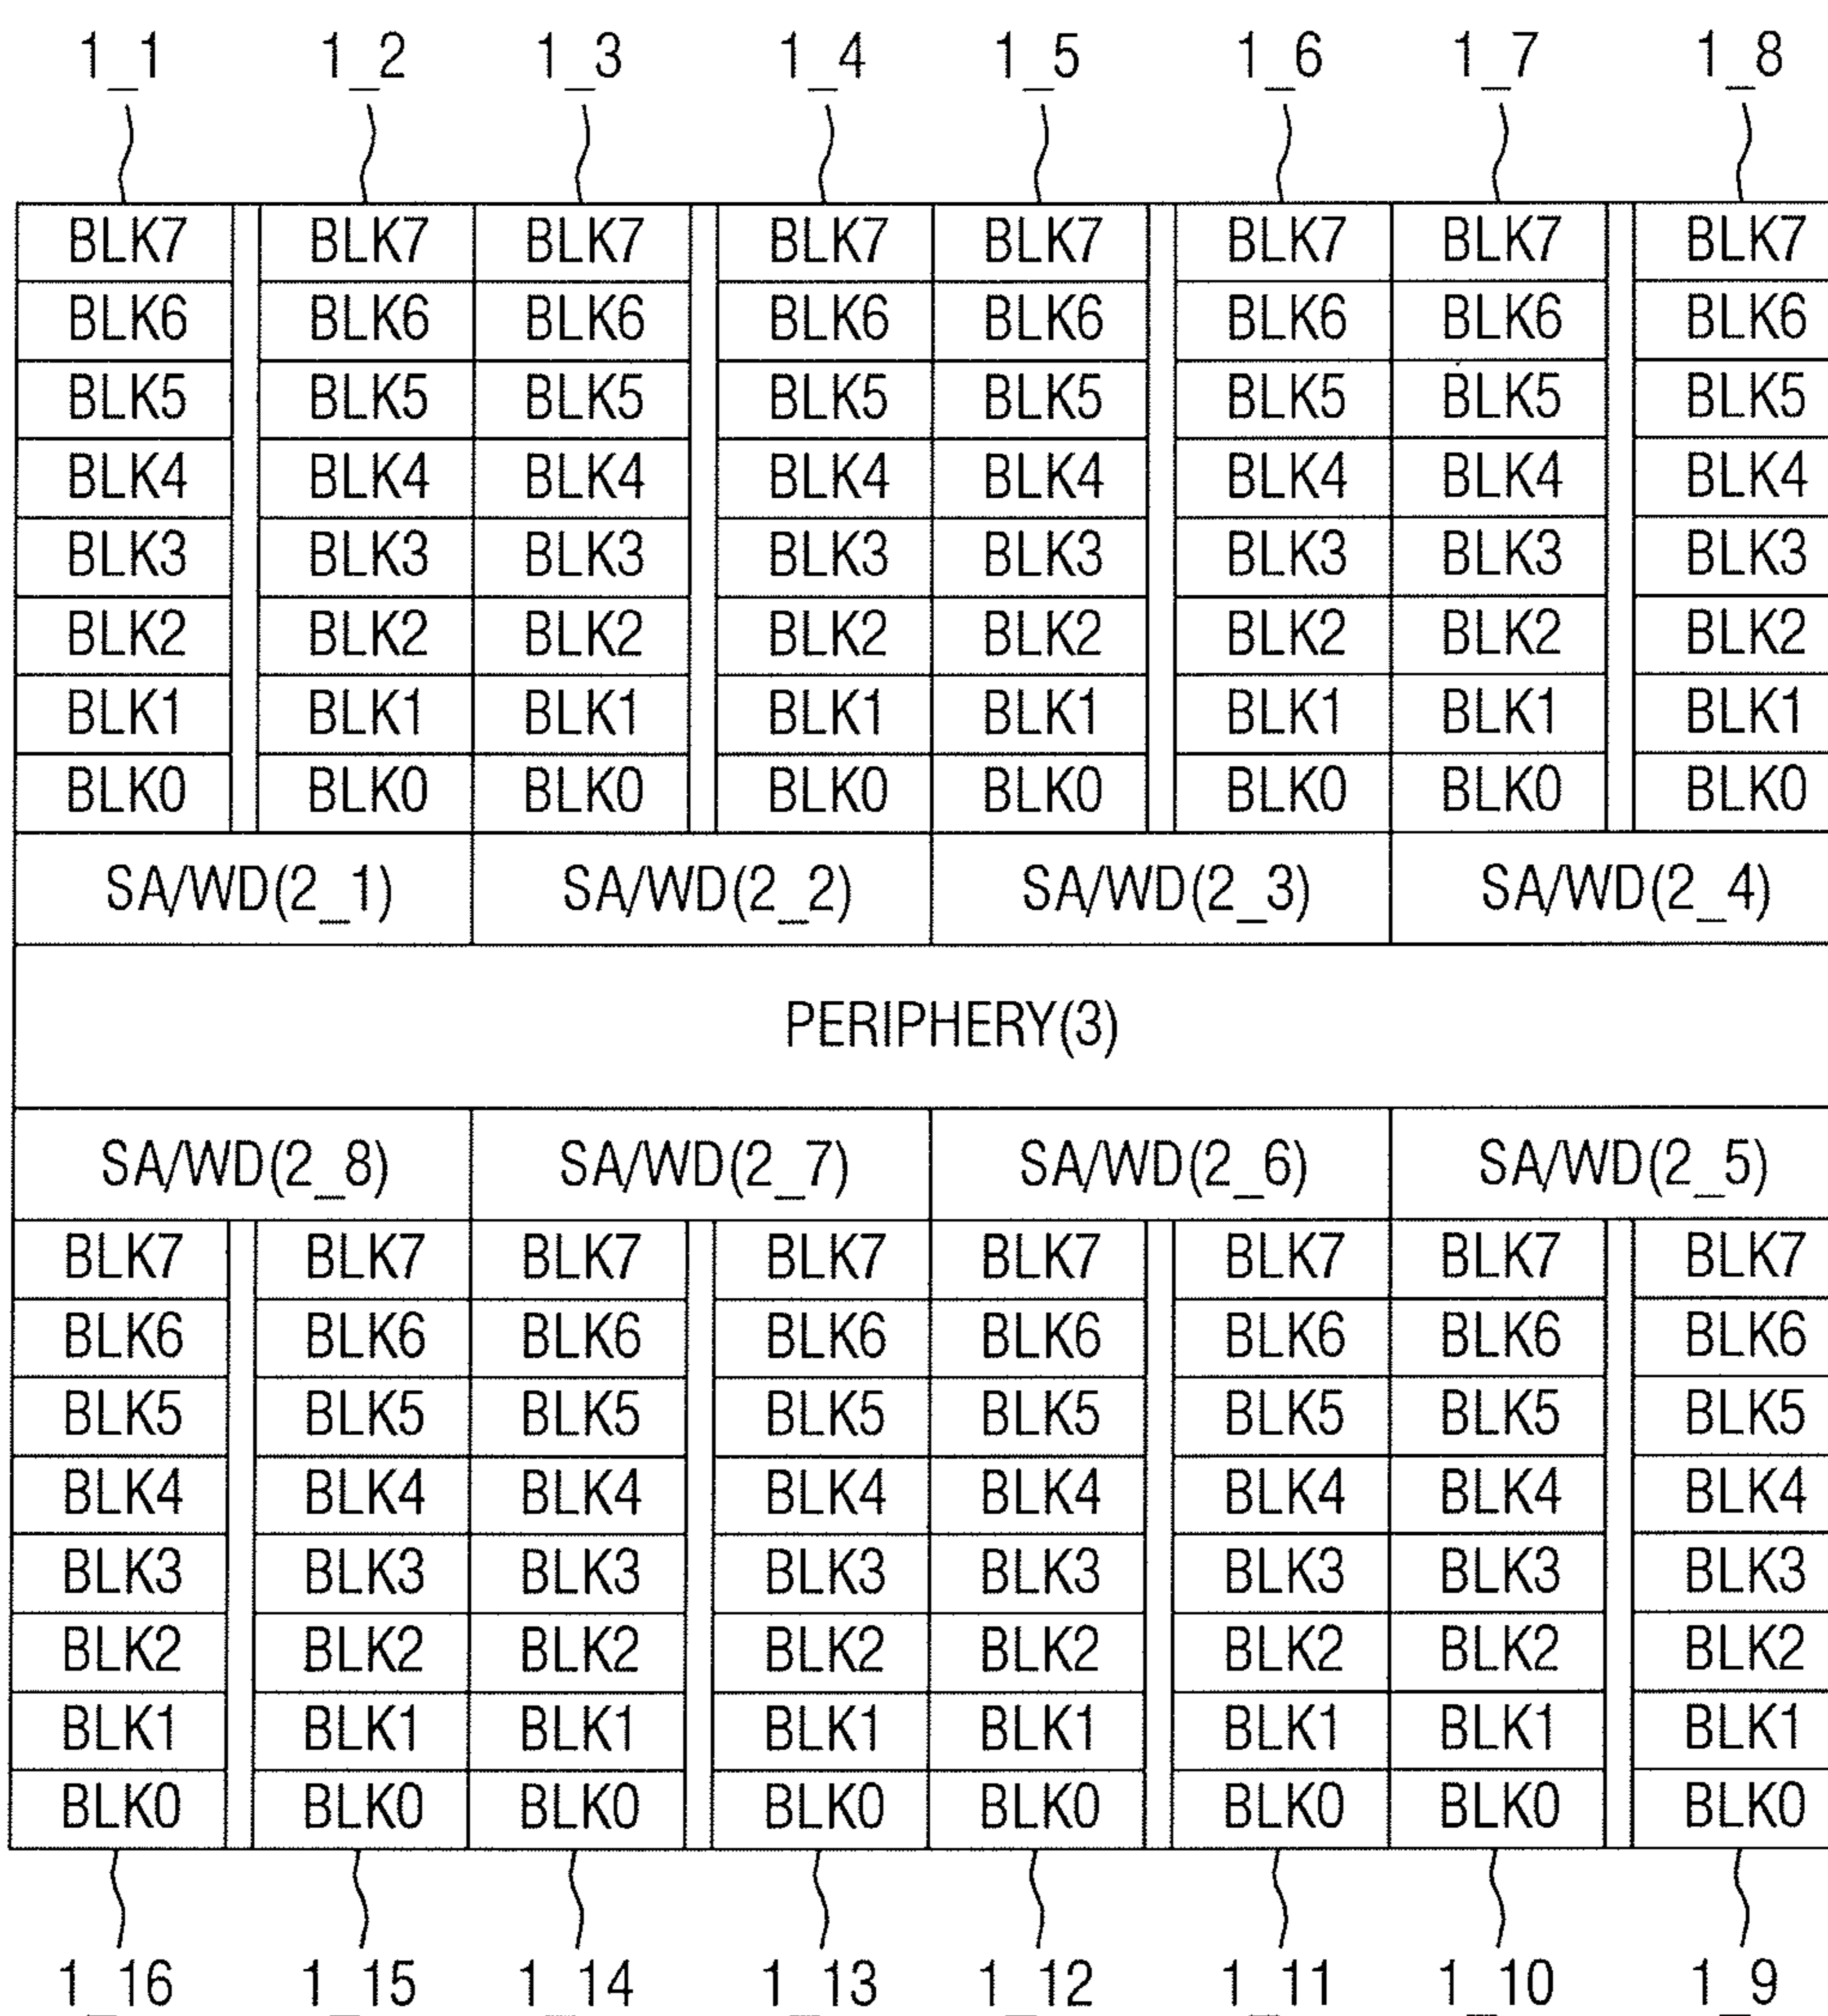 1_1 1_2 1_3 1_4 1_5 1_6 1_7 1_8
BLK7 BLK7 BLK7 BLK7 BLK7 BLK7 BLK7 BLK7
BLK6 BLK6 BLK6 BLK6 BLK6 BLK6 BLK6 BLK6
BLK5 BLK5 BLK5 BLK5 BLK5 BLK5 BLK5 BLK5
BLK4 BLK4 BLK4 BLK4 BLK4 BLK4 BLK4 BLK4
BLK3 BLK3 BLK3 BLK3 BLK3 BLK3 BLK3 BLK3
BLK2 BLK2 BLK2 BLK2 BLK2 BLK2 BLK2 BLK2
BLK1 BLK1 BLK1 BLK1 BLK1 BLK1 BLK1 BLK1
BLK0 BLK0 BLK0 BLK0 BLK0 BLK0 BLK0 BLK0
SA/WD(2_1) SA/WD(2_2) SA/WD(2_3) SA/WD(2_4)
PERIPHERY(3)
SA/WD(2_8) SA/WD(2_7) SA/WD(2_6) SA/WD(2_5)
BLK7 BLK7 BLK7 BLK7 BLK7 BLK7 BLK7 BLK7
BLK6 BLK6 BLK6 BLK6 BLK6 BLK6 BLK6 BLK6
BLK5 BLK5 BLK5 BLK5 BLK5 BLK5 BLK5 BLK5
BLK4 BLK4 BLK4 BLK4 BLK4 BLK4 BLK4 BLK4
BLK3 BLK3 BLK3 BLK3 BLK3 BLK3 BLK3 BLK3
BLK2 BLK2 BLK2 BLK2 BLK2 BLK2 BLK2 BLK2
BLK1 BLK1 BLK1 BLK1 BLK1 BLK1 BLK1 BLK1
BLK0 BLK0 BLK0 BLK0 BLK0 BLK0 BLK0 BLK0
1_16 1_15 1_14 1_13 1_12 1_11 1_10 1_9